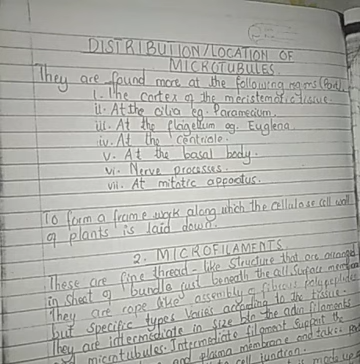 DISTRIBUTION/LOCATION OF
MICROTUBULES.
They are found more at the following
i. The cortex of the meristematic tissue
ii. At the cilia eg. Paramecium.
iii. At the flagellum eg. Euglena
iv. At the centriole.
v. At the basal body.
vi. Nerve processes.
vii. At mitotic apparatus.
To form a frame work along which the cellulose cell wall
of plants is laid down.
2. MICROFILAMENTS.
These are fine thread-like structure that are arranged
in sheet of bundle just beneath the cell surface membrane
They are rope like assembly of fibrous polypeptides
but specific types varies according to the tissue.
They are intermediate in size btw the actin filaments
microtubules. Intermediate filament support the
and plasma membrane and takes part
cell junction.